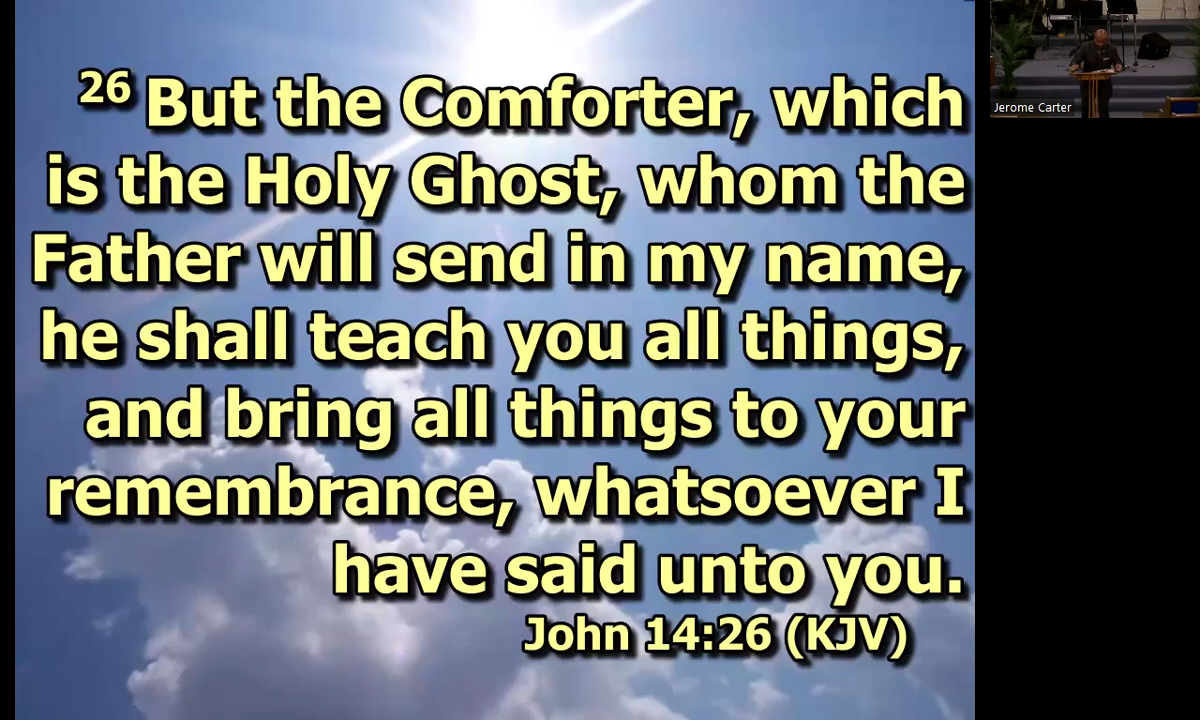 26 But the Comforter, which
is the Holy Ghost, whom the
Father will send in my name,
he shall teach you all things,
and bring all things to your
remembrance, whatsoever I
have said unto you.
John 14:26 (KJV)
Jerome Carter